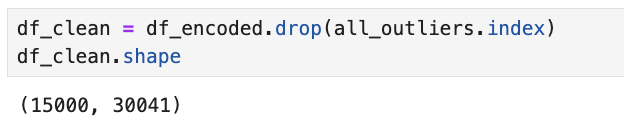 df_clean = df_encoded.drop(all_outliers.index)
df_clean.shape
(15000, 30041)